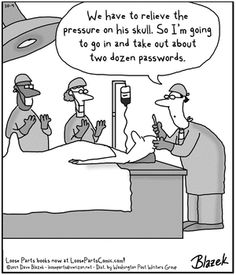 10-9
We have to relieve the
pressure on his skull. So I'm going
to go in and take out about
two dozen passwords.
Loose Parts books now at LoosePartsComic.com!
©2017 Dave Blazek - looseparts@verizon.net - Dist. by Washington Post Writers Group
Blazek